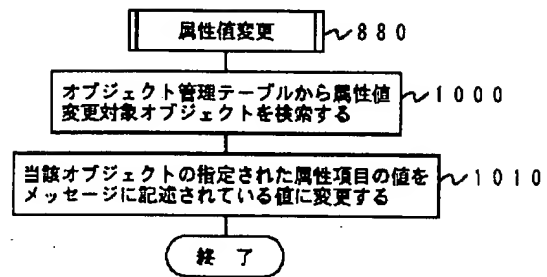 属性値変更 880
オブジェクト管理テーブルから属性値 1000
変更対象オブジェクトを検索する
当該オブジェクトの指定された属性項目の値を 1010
メッセージに記述されている値に変更する
終了